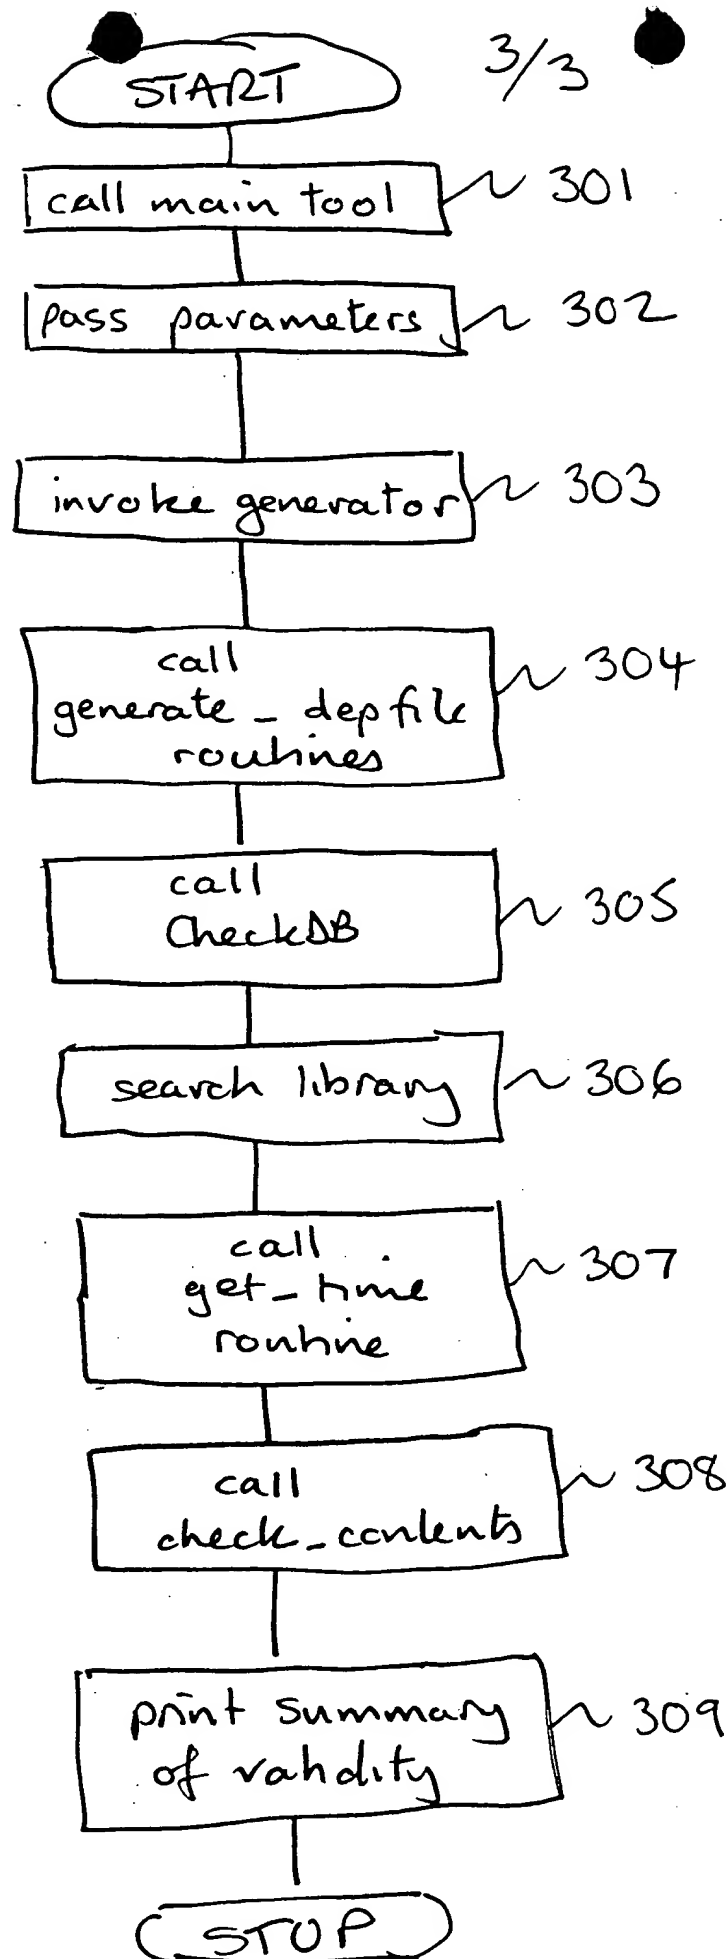 3/3
START
call main tool 301
pass parameters 302
invoke generator 303
call
generate_depfile
routines
304
call
CheckDB
305
search library 306
call
get_time
routine
307
call
check_contents
308
print summary
of validity
309
STOP